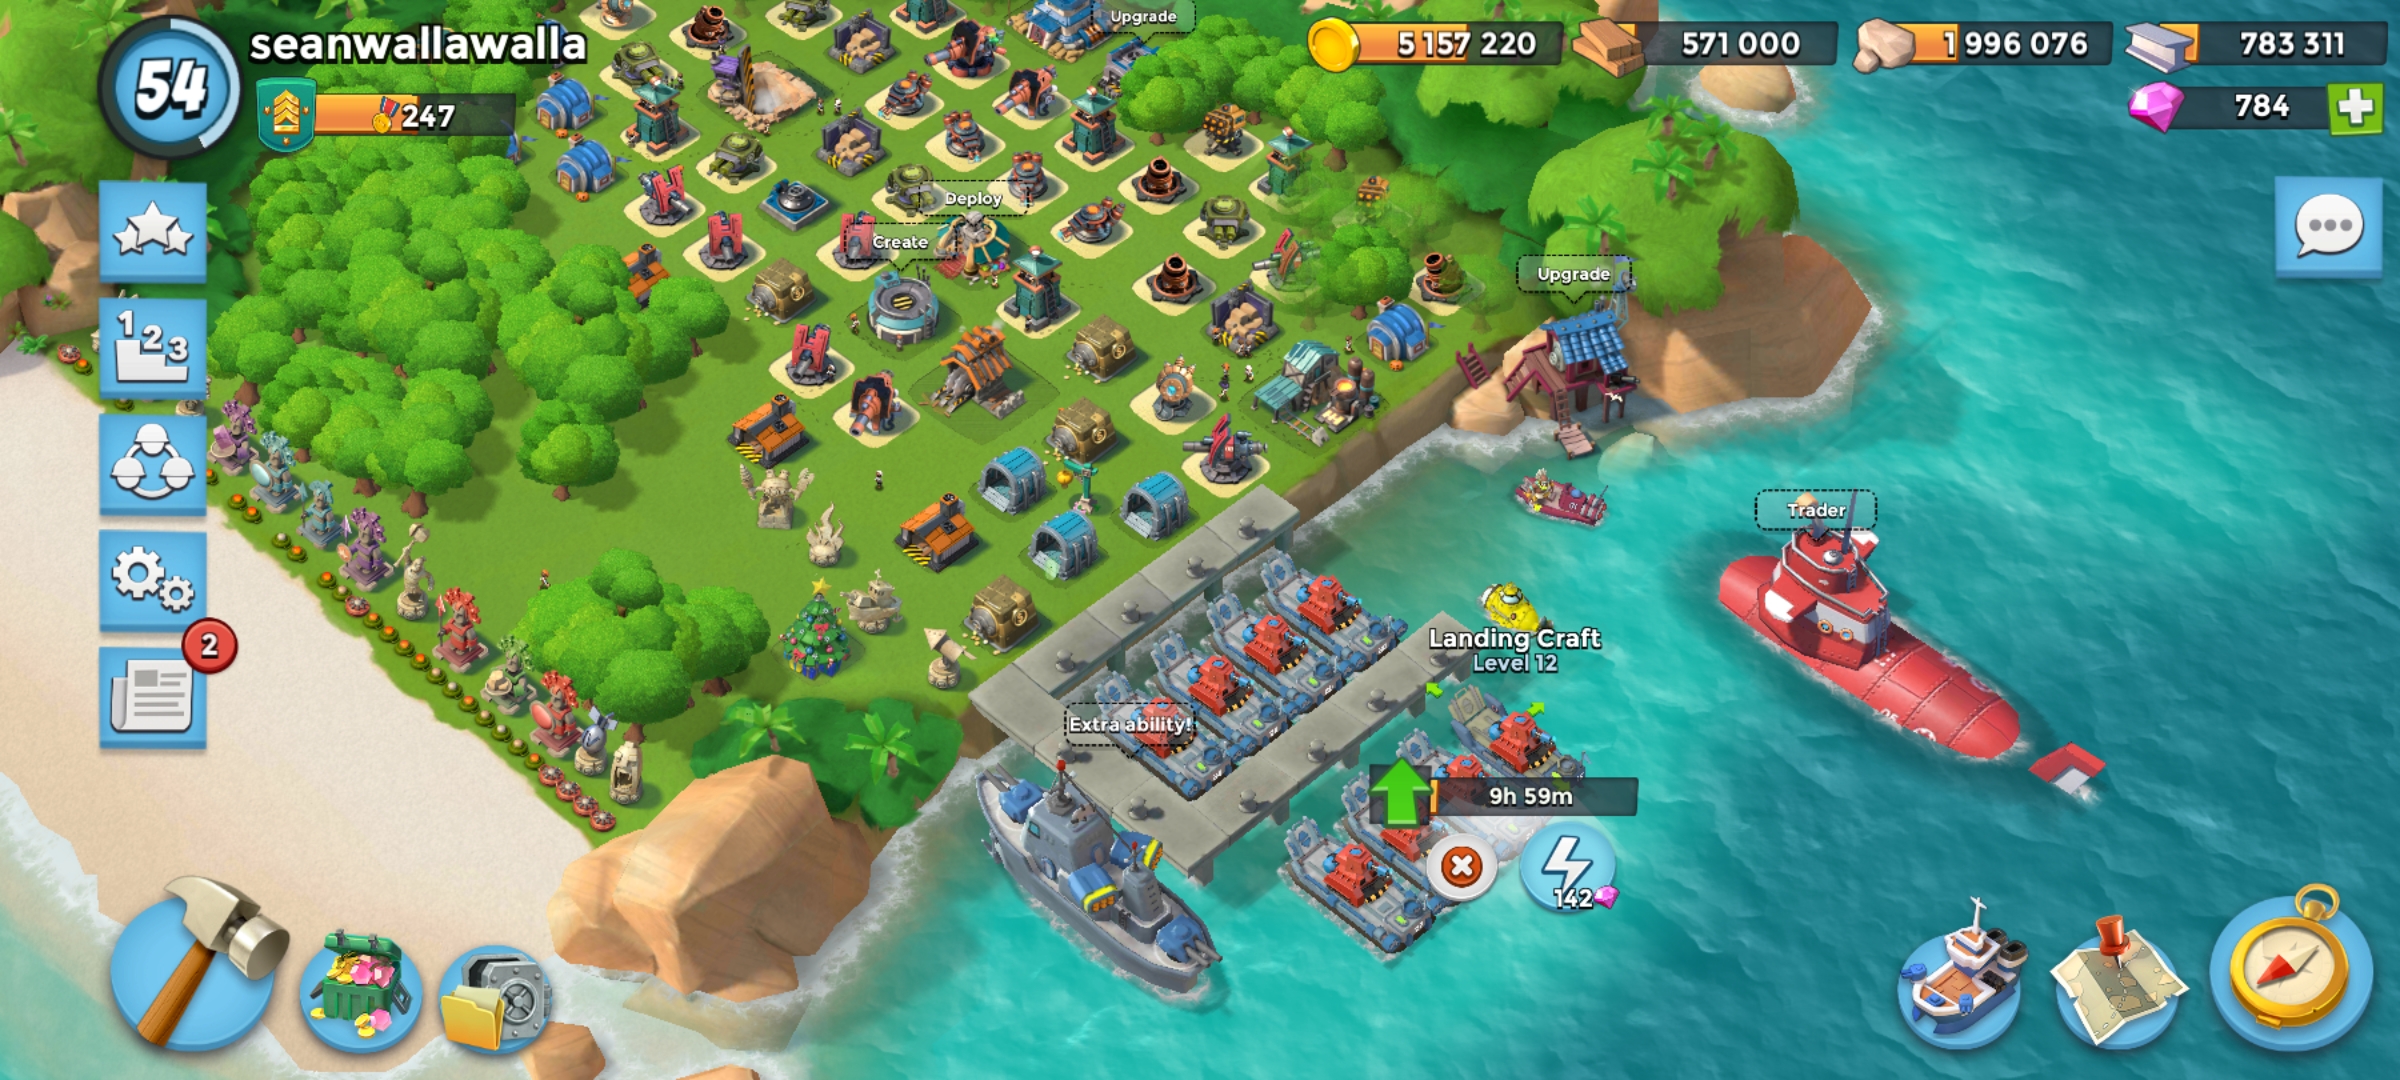 54
seanwallawalla
247
5 157 220
571 000
1 996 076
783 311
784
Upgrade
Deploy
Create
Upgrade
Trader
1 2 3
2
Landing Craft
Level 12
Extra ability!
9h 59m
142